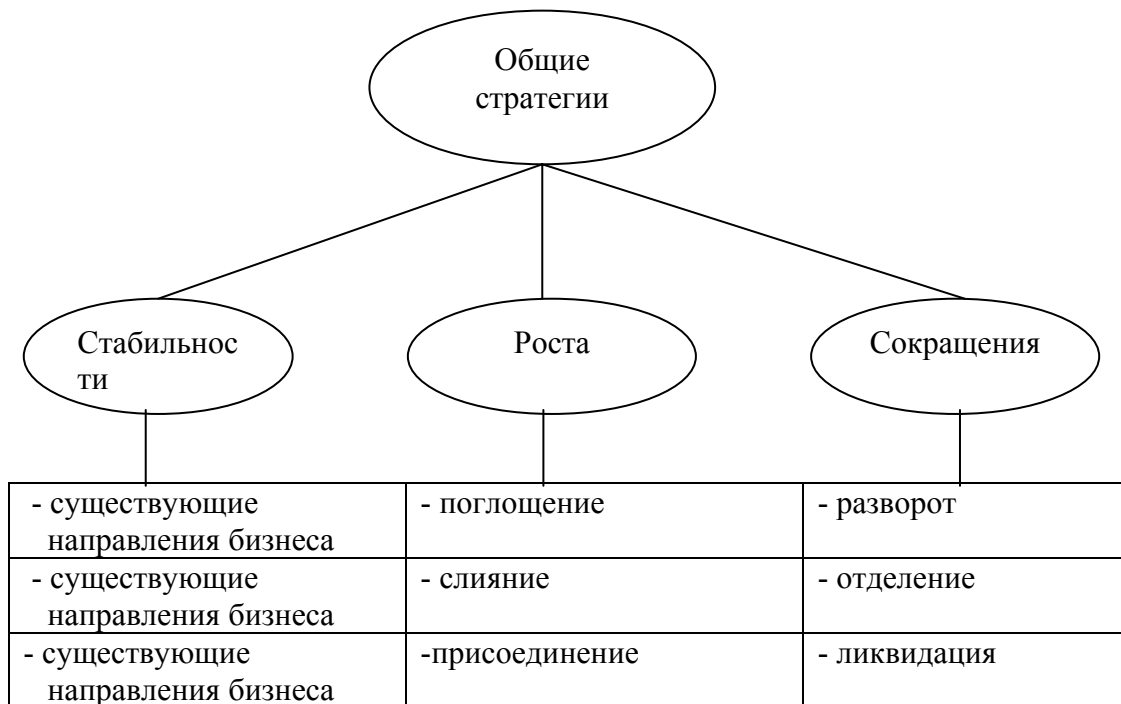 Общие
стратегии
Стабильнос
ти
Роста
Сокращения
- существующие
направления бизнеса
- поглощение
- разворот
- существующие
направления бизнеса
- слияние
- отделение
- существующие
направления бизнеса
-присоединение
- ликвидация